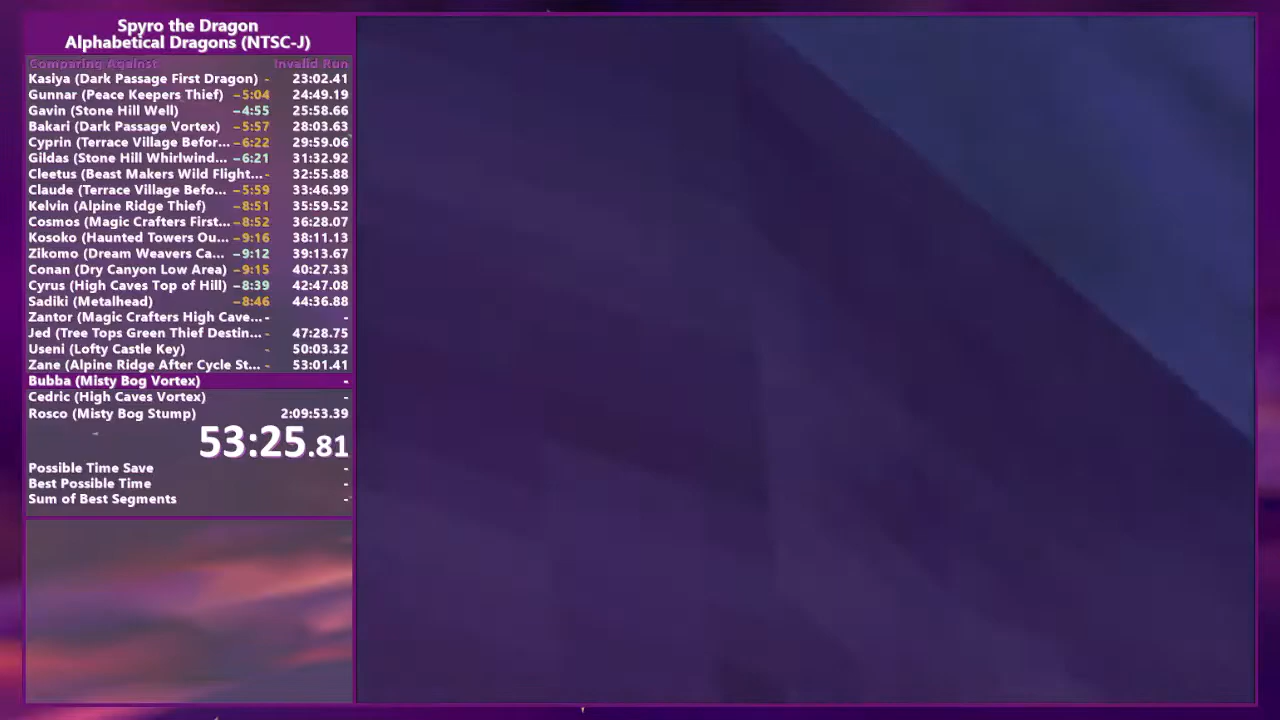 Spyro the Dragon
Alphabetical Dragons (NTSC-J)
Comparing Against Invalid Run
Kasiya (Dark Passage First Dragon) - 23:02.41
Gunnar (Peace Keepers Thief) −5:04 24:49.19
Gavin (Stone Hill Well) −4:55 25:58.66
Bakari (Dark Passage Vortex) −5:57 28:03.63
Cyprin (Terrace Village Befor... −6:22 29:59.06
Gildas (Stone Hill Whirlwind... −6:21 31:32.92
Cleetus (Beast Makers Wild Flight... - 32:55.88
Claude (Terrace Village Befo... −5:59 33:46.99
Kelvin (Alpine Ridge Thief) −8:51 35:59.52
Cosmos (Magic Crafters First... −8:52 36:28.07
Kosoko (Haunted Towers Ou... −9:16 38:11.13
Zikomo (Dream Weavers Ca... −9:12 39:13.67
Conan (Dry Canyon Low Area) −9:15 40:27.33
Cyrus (High Caves Top of Hill) −8:39 42:47.08
Sadiki (Metalhead) −8:46 44:36.88
Zantor (Magic Crafters High Cave... - -
Jed (Tree Tops Green Thief Destin... - 47:28.75
Useni (Lofty Castle Key) - 50:03.32
Zane (Alpine Ridge After Cycle St... - 53:01.41
Bubba (Misty Bog Vortex) -
Cedric (High Caves Vortex) -
Rosco (Misty Bog Stump) 2:09:53.39
53:25.81
Possible Time Save -
Best Possible Time -
Sum of Best Segments -